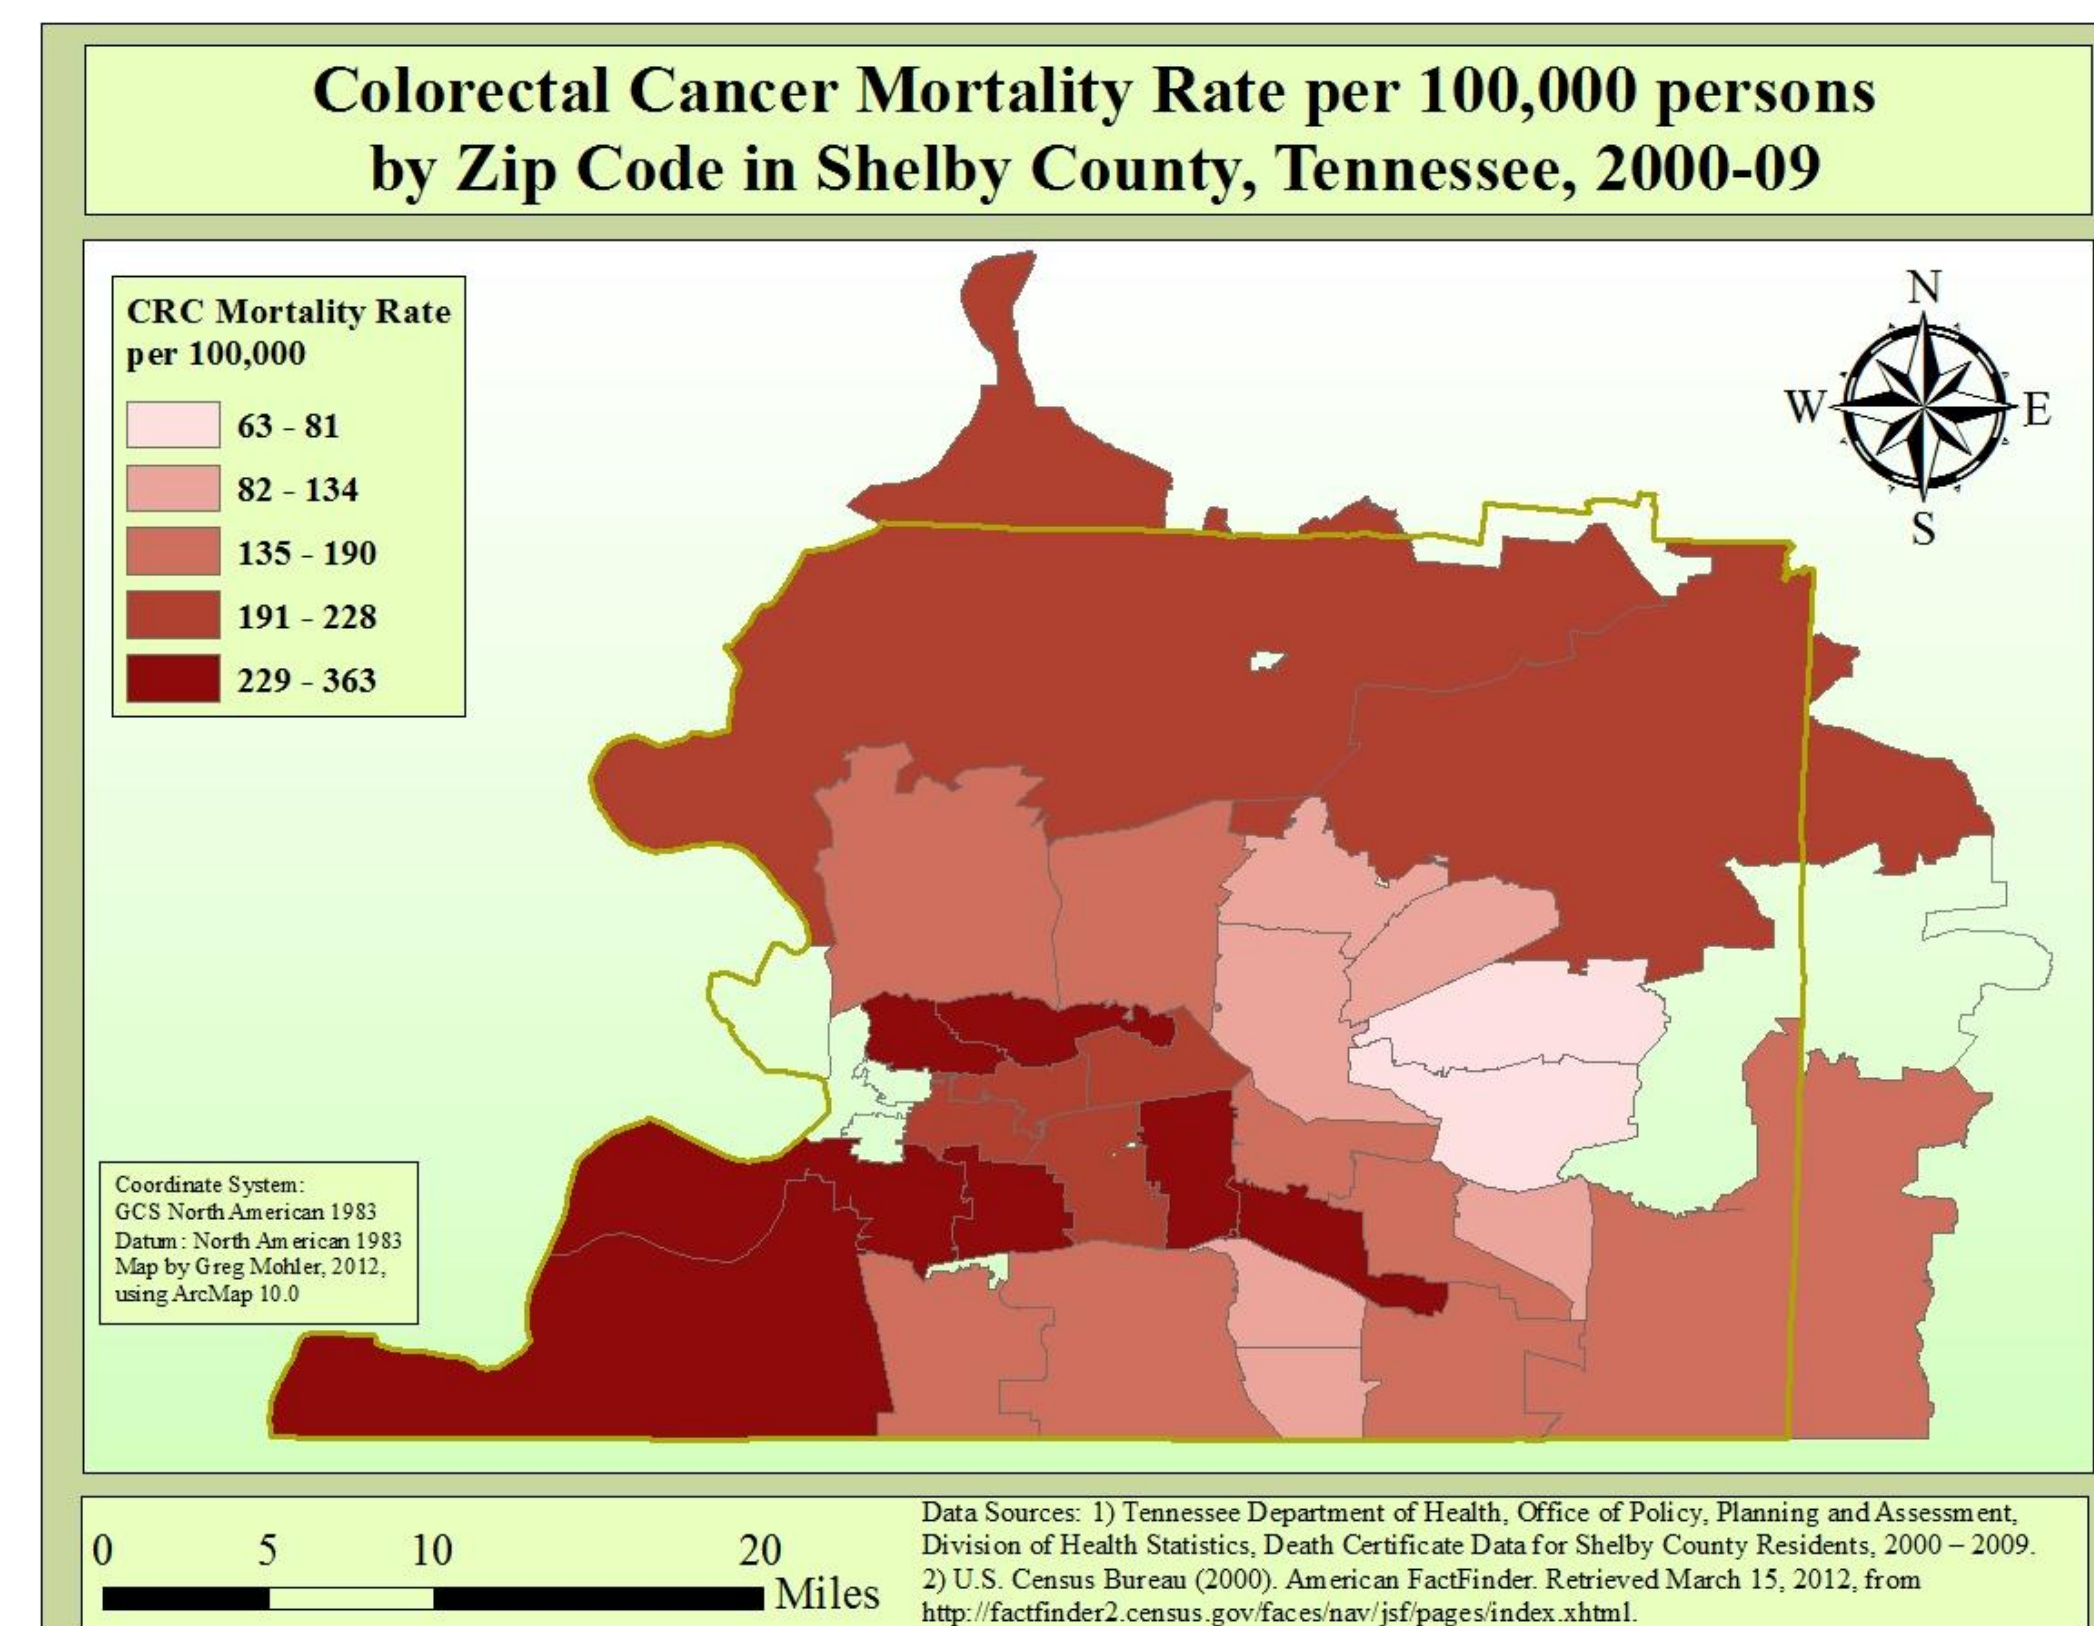 Colorectal Cancer Mortality Rate per 100,000 persons
by Zip Code in Shelby County, Tennessee, 2000-09
CRC Mortality Rate
per 100,000
63 - 81
82 - 134
135 - 190
191 - 228
229 - 363
N
W
E
S
Coordinate System:
GCS North American 1983
Datum: North American 1983
Map by Greg Mohler, 2012,
using ArcMap 10.0
0 5 10 20
Miles
Data Sources: 1) Tennessee Department of Health, Office of Policy, Planning and Assessment,
Division of Health Statistics, Death Certificate Data for Shelby County Residents, 2000 – 2009.
2) U.S. Census Bureau (2000). American FactFinder. Retrieved March 15, 2012, from
http://factfinder2.census.gov/faces/nav/jsf/pages/index.xhtml.